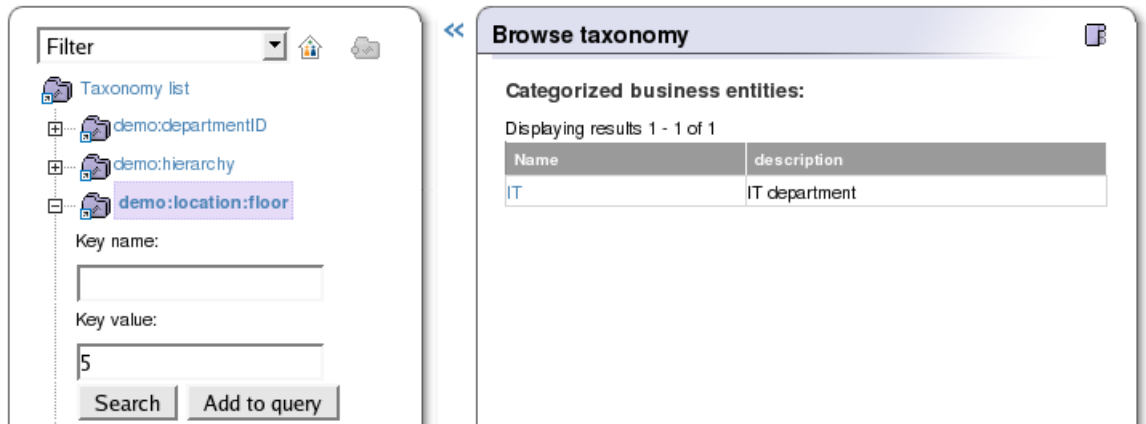 Filter
Taxonomy list
demo:departmentID
demo:hierarchy
demo:location:floor
Key name:
Key value:
5
Search Add to query
«
Browse taxonomy
Categorized business entities:
Displaying results 1 - 1 of 1
Name description
IT IT department